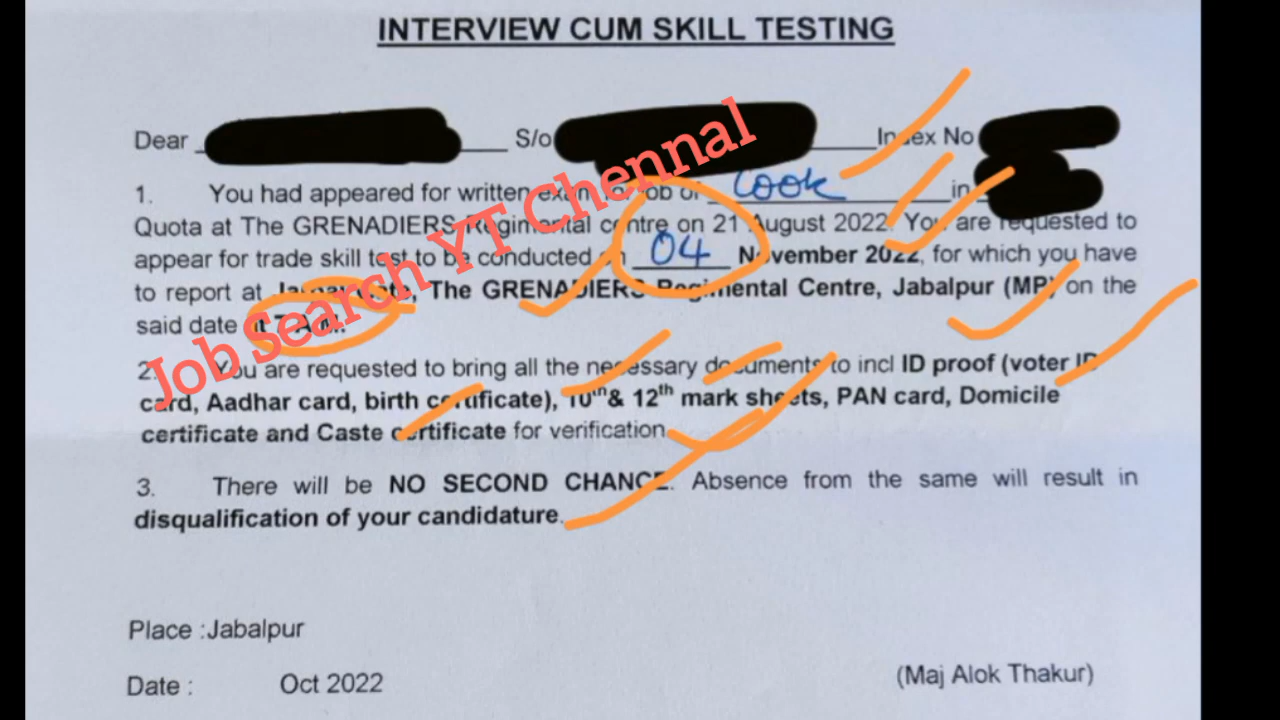 INTERVIEW CUM SKILL TESTING
Dear S/o Index No
1. You had appeared for written exam job of Cook in
Quota at The GRENADIERS Regimental centre on 21 August 2022. You are requested to
appear for trade skill test to be conducted on 04 November 2022, for which you have
to report at Gate, The GRENADIERS Regimental Centre, Jabalpur (MP) on the
said date at 7 A.M.
2. You are requested to bring all the necessary documents to incl ID proof (voter ID
card, Aadhar card, birth certificate), 10th & 12th mark sheets, PAN card, Domicile
certificate and Caste certificate for verification.
3. There will be NO SECOND CHANCE. Absence from the same will result in
disqualification of your candidature.
Place :Jabalpur
Date : Oct 2022
(Maj Alok Thakur)
Job Search YT Chennal